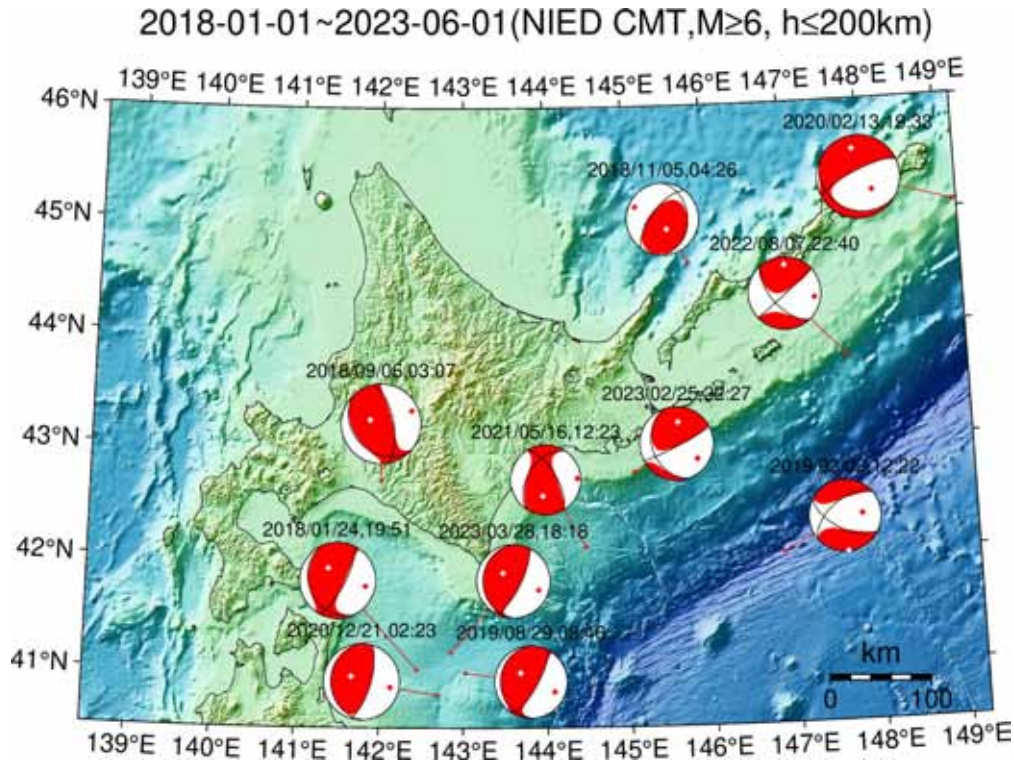 2018-01-01~2023-06-01(NIED CMT,M≥6, h≤200km)
139°E 140°E 141°E 142°E 143°E 144°E 145°E 146°E 147°E 148°E 149°E
46°N
2020/02/13,19:33
2018/11/05,04:26
45°N
2022/08/07,22:40
44°N
2018/09/06,03:07
2023/02/25,22:27
43°N
2021/05/16,12:23
2019/03/02,12:22
42°N
2018/01/24,19:51
2023/03/28,18:18
2020/12/21,02:23
2019/08/29,08:46
41°N
km
0 100
139°E 140°E 141°E 142°E 143°E 144°E 145°E 146°E 147°E 148°E 149°E